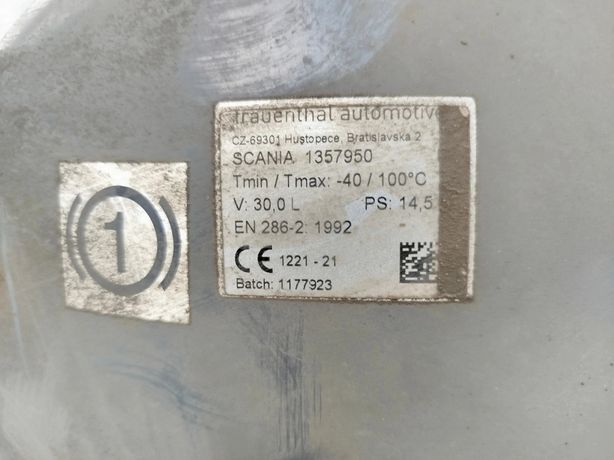 frauenthal automotive
CZ-69301 Hustopece, Bratislavska 2
SCANIA 1357950
Tmin / Tmax: -40 / 100°C
V: 30,0 L PS: 14,5
EN 286-2: 1992
CE 1221 - 21
Batch: 1177923
1